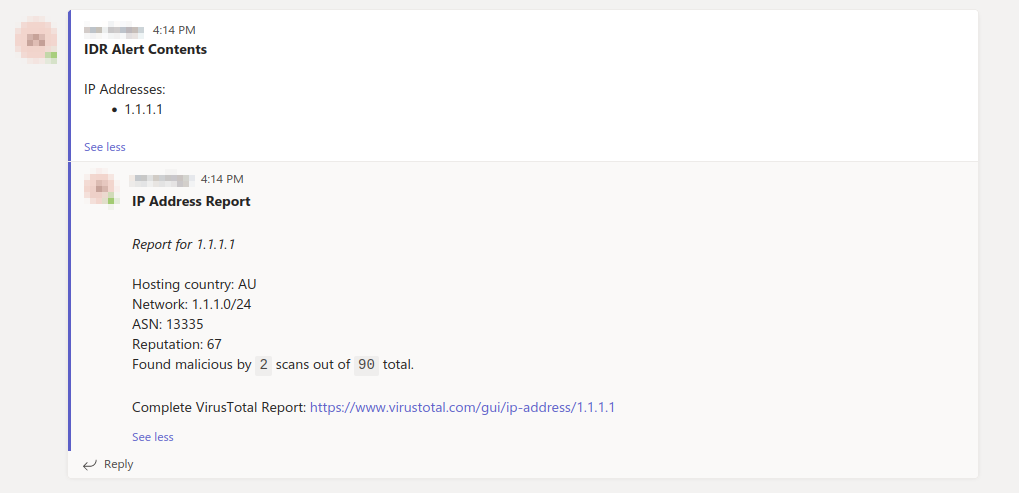 4:14 PM
IDR Alert Contents
IP Addresses:
• 1.1.1.1
See less
4:14 PM
IP Address Report
Report for 1.1.1.1
Hosting country: AU
Network: 1.1.1.0/24
ASN: 13335
Reputation: 67
Found malicious by 2 scans out of 90 total.
Complete VirusTotal Report: https://www.virustotal.com/gui/ip-address/1.1.1.1
See less
Reply